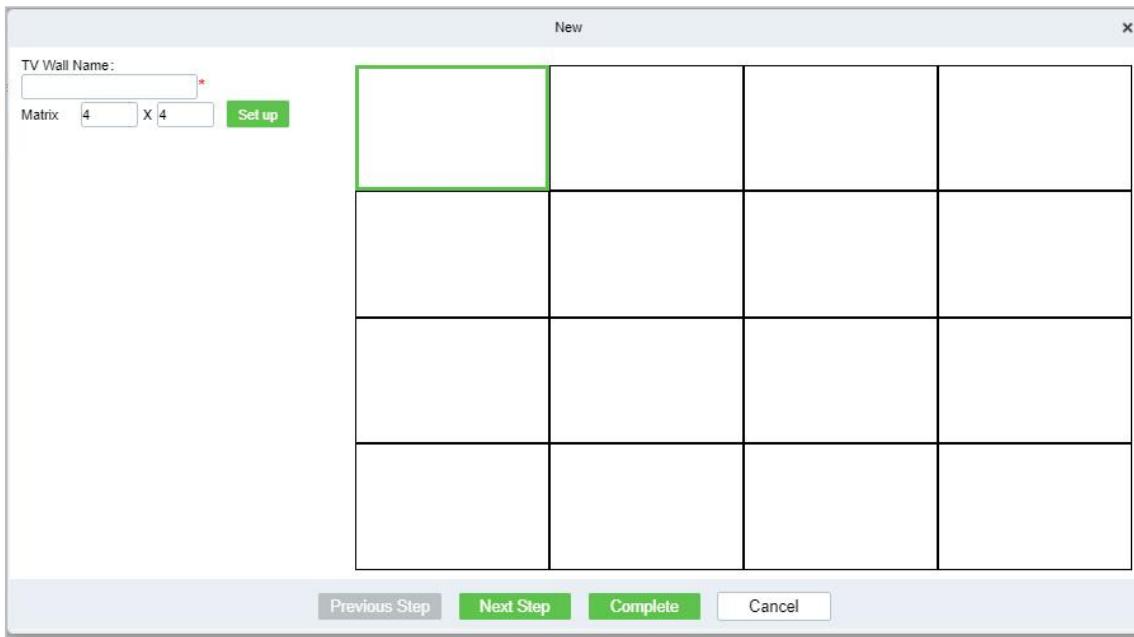 New ×
TV Wall Name:
*
Matrix 4 X 4 Set up
Previous Step Next Step Complete Cancel